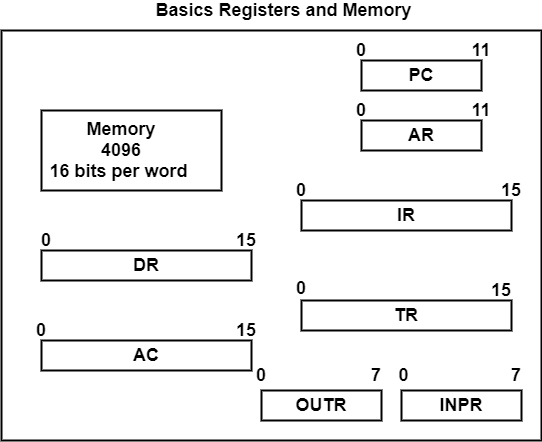 Basics Registers and Memory
0 11
PC
0 11
AR
Memory
4096
16 bits per word
0 15
IR
0 15
DR
0 15
TR
0 15
AC
0 7
OUTR
0 7
INPR